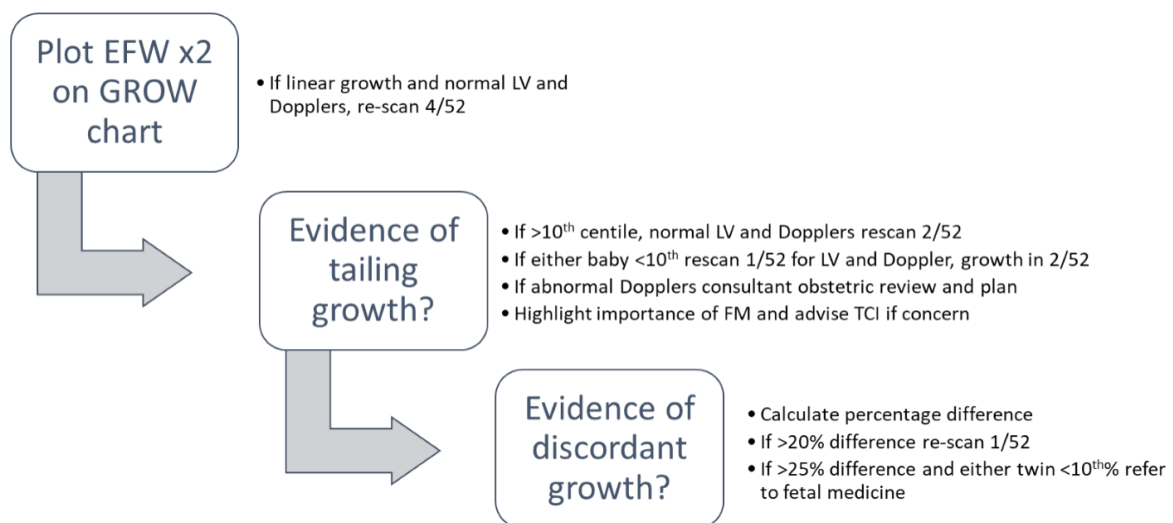 Plot EFW x2
on GROW
chart
• If linear growth and normal LV and
Dopplers, re-scan 4/52
Evidence of
tailing
growth?
• If >10th centile, normal LV and Dopplers rescan 2/52
• If either baby <10th rescan 1/52 for LV and Doppler, growth in 2/52
• If abnormal Dopplers consultant obstetric review and plan
• Highlight importance of FM and advise TCI if concern
Evidence of
discordant
growth?
• Calculate percentage difference
• If >20% difference re-scan 1/52
• If >25% difference and either twin <10th% refer
to fetal medicine